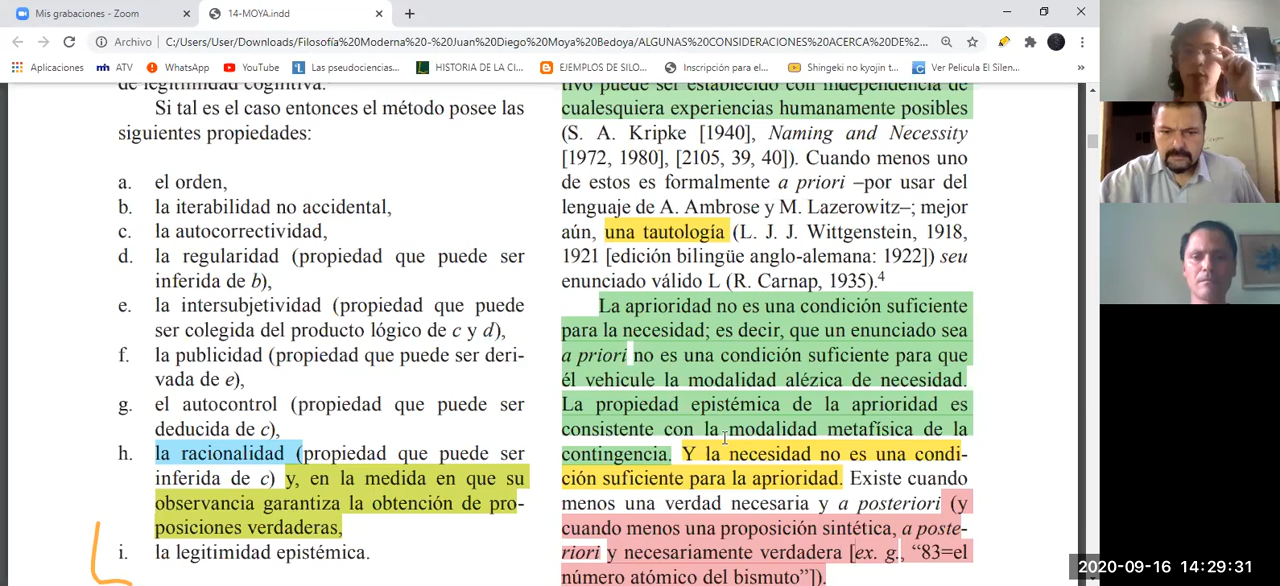 Mis grabaciones - Zoom
14-MOYA.indd
Archivo
C:/Users/User/Downloads/Filosofía%20Moderna%20-%20Juan%20Diego%20Moya%20Bedoya/ALGUNAS%20CONSIDERACIONES%20ACERCA%20DE%...
Aplicaciones
mh ATV
WhatsApp
YouTube
Las pseudociencias...
HISTORIA DE LA CI...
EJEMPLOS DE SILO...
Inscripción para el...
Shingeki no kyojin t...
Ver Pelicula El Silen...
»
de legitimidad cognitiva.
Si tal es el caso entonces el método posee las
siguientes propiedades:
a. el orden,
b. la iterabilidad no accidental,
c. la autocorrectividad,
d. la regularidad (propiedad que puede ser
inferida de b),
e. la intersubjetividad (propiedad que puede
ser colegida del producto lógico de c y d),
f. la publicidad (propiedad que puede ser deri-
vada de e),
g. el autocontrol (propiedad que puede ser
deducida de c),
h. la racionalidad (propiedad que puede ser
inferida de c) y, en la medida en que su
observancia garantiza la obtención de pro-
posiciones verdaderas,
i. la legitimidad epistémica.
tivo puede ser establecido con independencia de
cualesquiera experiencias humanamente posibles
(S. A. Kripke [1940], Naming and Necessity
[1972, 1980], [2105, 39, 40]). Cuando menos uno
de estos es formalmente a priori –por usar del
lenguaje de A. Ambrose y M. Lazerowitz–; mejor
aún, una tautología (L. J. J. Wittgenstein, 1918,
1921 [edición bilingüe anglo-alemana: 1922]) seu
enunciado válido L (R. Carnap, 1935).4
La aprioridad no es una condición suficiente
para la necesidad; es decir, que un enunciado sea
a priori no es una condición suficiente para que
él vehicule la modalidad alézica de necesidad.
La propiedad epistémica de la aprioridad es
consistente con la modalidad metafísica de la
contingencia. Y la necesidad no es una condi-
ción suficiente para la aprioridad. Existe cuando
menos una verdad necesaria y a posteriori (y
cuando menos una proposición sintética, a poste-
riori y necesariamente verdadera [ex. g., “83=el
número atómico del bismuto”]).
2020-09-16 14:29:31